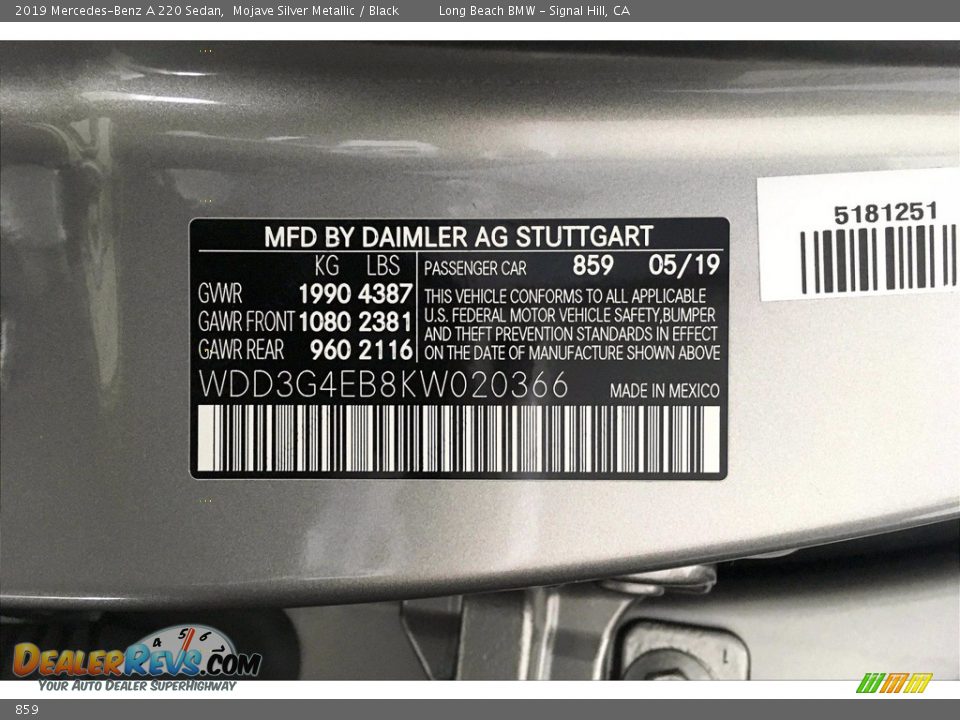 2019 Mercedes-Benz A 220 Sedan, Mojave Silver Metallic / Black Long Beach BMW - Signal Hill, CA
5181251
MFD BY DAIMLER AG STUTTGART
KG LBS
GVWR 1990 4387
GAWR FRONT 1080 2381
GAWR REAR 960 2116
PASSENGER CAR 859 05/19
THIS VEHICLE CONFORMS TO ALL APPLICABLE
U.S. FEDERAL MOTOR VEHICLE SAFETY,BUMPER
AND THEFT PREVENTION STANDARDS IN EFFECT
ON THE DATE OF MANUFACTURE SHOWN ABOVE
WDD3G4EB8KW020366 MADE IN MEXICO
L
4 5 6
DEALERREVS.COM
YOUR AUTO DEALER SUPERHIGHWAY
859